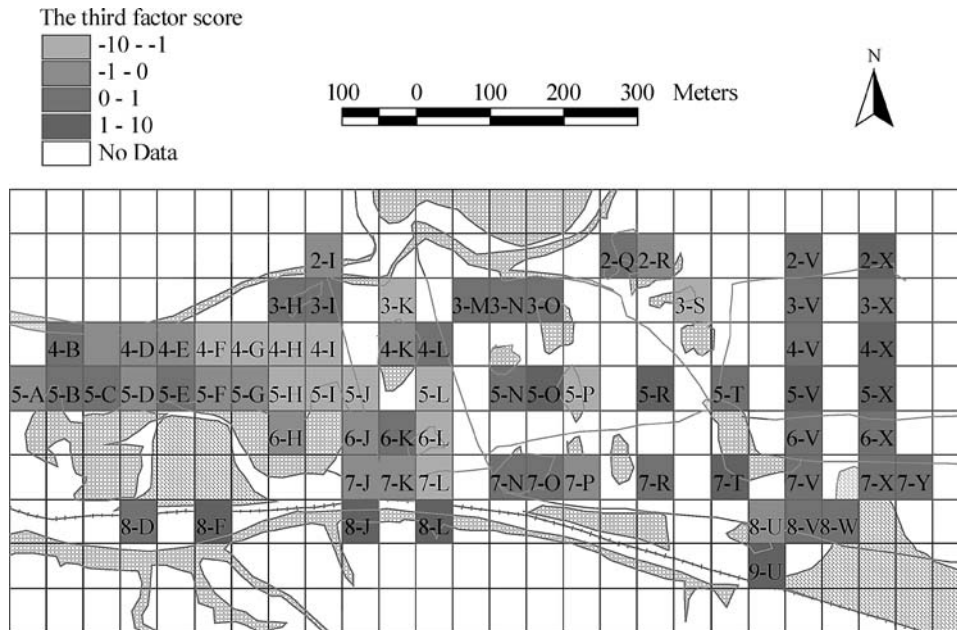 The third factor score
-10 - -1
-1 - 0
0 - 1
1 - 10
No Data
100 0 100 200 300 Meters
N
2-I 2-Q 2-R 2-V 2-X
3-H 3-I 3-K 3-M 3-N 3-O 3-S 3-V 3-X
4-B 4-D 4-E 4-F 4-G 4-H 4-I 4-K 4-L 4-V 4-X
5-A 5-B 5-C 5-D 5-E 5-F 5-G 5-H 5-I 5-J 5-L 5-N 5-O 5-P 5-R 5-T 5-V 5-X
6-H 6-J 6-K 6-L 6-V 6-X
7-J 7-K 7-L 7-N 7-O 7-P 7-R 7-T 7-V 7-X 7-Y
8-D 8-F 8-J 8-L 8-U 8-V 8-W
9-U